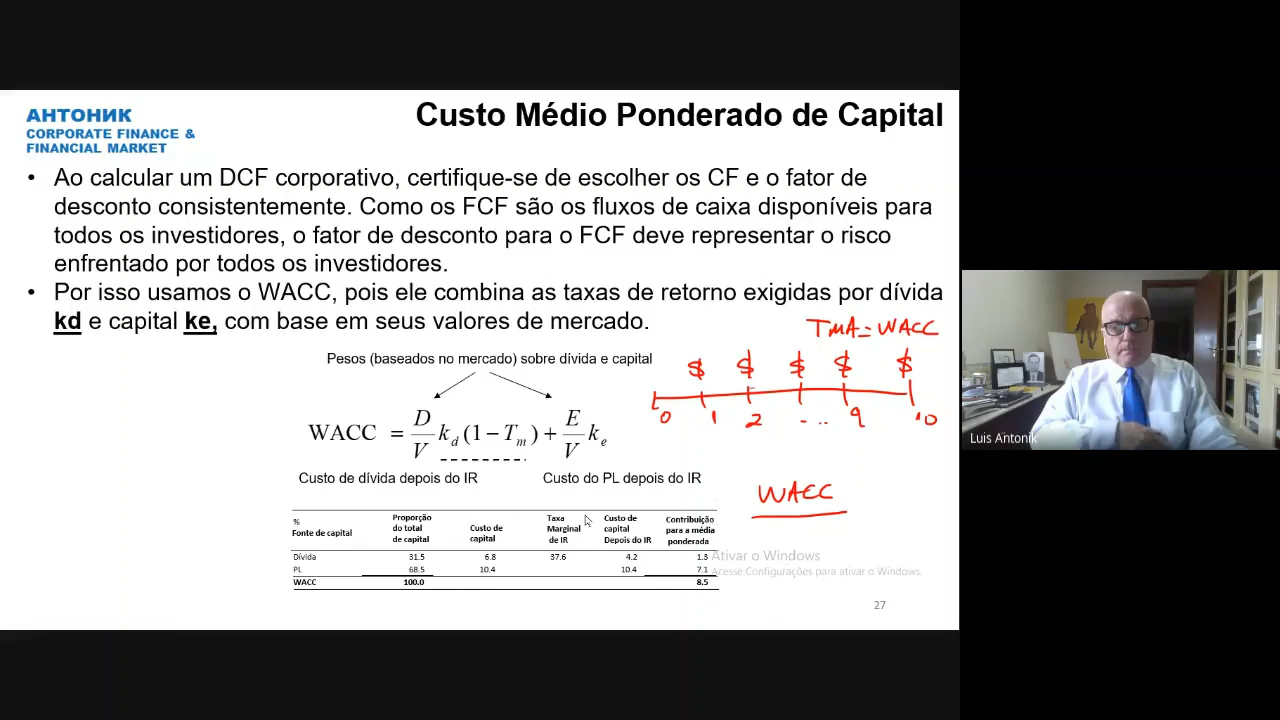 АНТОНИК
CORPORATE FINANCE &
FINANCIAL MARKET
Custo Médio Ponderado de Capital
• Ao calcular um DCF corporativo, certifique-se de escolher os CF e o fator de
desconto consistentemente. Como os FCF são os fluxos de caixa disponíveis para
todos os investidores, o fator de desconto para o FCF deve representar o risco
enfrentado por todos os investidores.
• Por isso usamos o WACC, pois ele combina as taxas de retorno exigidas por dívida
kd e capital ke, com base em seus valores de mercado.
TMA=WACC
Pesos (baseados no mercado) sobre dívida e capital
$ $ $ $ $
0 1 2 ... 9 10
WACC = D/V k_d (1 − T_m) + E/V k_e
Custo de dívida depois do IR
Custo do PL depois do IR
WACC
% Fonte de capital Proporção do total de capital Custo de capital Taxa Marginal de IR Custo de capital Depois do IR Contribuição para a média ponderada
Dívida 31.5 6.8 37.6 4.2 1.3
PL 68.5 10.4 10.4 7.1
WACC 100.0 8.5
Ativar o Windows
Acesse Configurações para ativar o Windows.
27
Luis Antonik